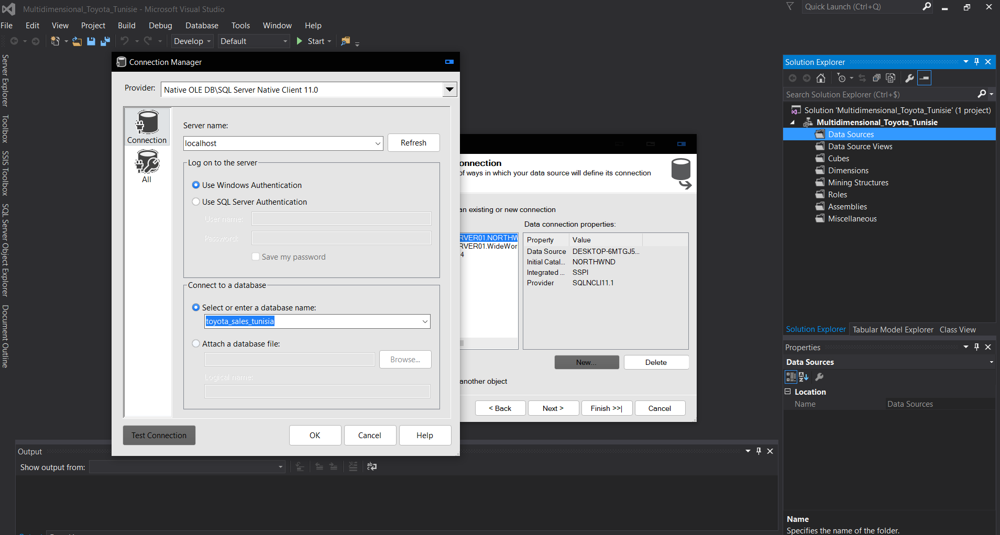 Multidimensional_Toyota_Tunisie - Microsoft Visual Studio
Quick Launch (Ctrl+Q)
File Edit View Project Build Debug Database Tools Window Help
Develop Default Start
Server Explorer
Toolbox
SSIS Toolbox
SQL Server Object Explorer
Document Outline
Connection Manager
Provider: Native OLE DB\SQL Server Native Client 11.0
Connection
All
Server name:
localhost Refresh
Log on to the server
Use Windows Authentication
Use SQL Server Authentication
User name:
Password:
Save my password
Connect to a database
Select or enter a database name:
toyota_sales_tunisia
Attach a database file:
Browse...
Logical name:
Test Connection OK Cancel Help
onnection
of ways in which your data source will define its connection
an existing or new connection
Data connection properties:
RVER01.NORTHW
RVER01.WideWor
4
Property Value
Data Source DESKTOP-6MTGJ5...
Initial Catal... NORTHWND
Integrated ... SSPI
Provider SQLNCLI11.1
New... Delete
another object
< Back Next > Finish >>| Cancel
Solution Explorer
Search Solution Explorer (Ctrl+$)
Solution 'Multidimensional_Toyota_Tunisie' (1 project)
Multidimensional_Toyota_Tunisie
Data Sources
Data Source Views
Cubes
Dimensions
Mining Structures
Roles
Assemblies
Miscellaneous
Solution Explorer Tabular Model Explorer Class View
Properties
Data Sources
Location
Name Data Sources
Name
Specifies the name of the folder.
Output
Show output from: